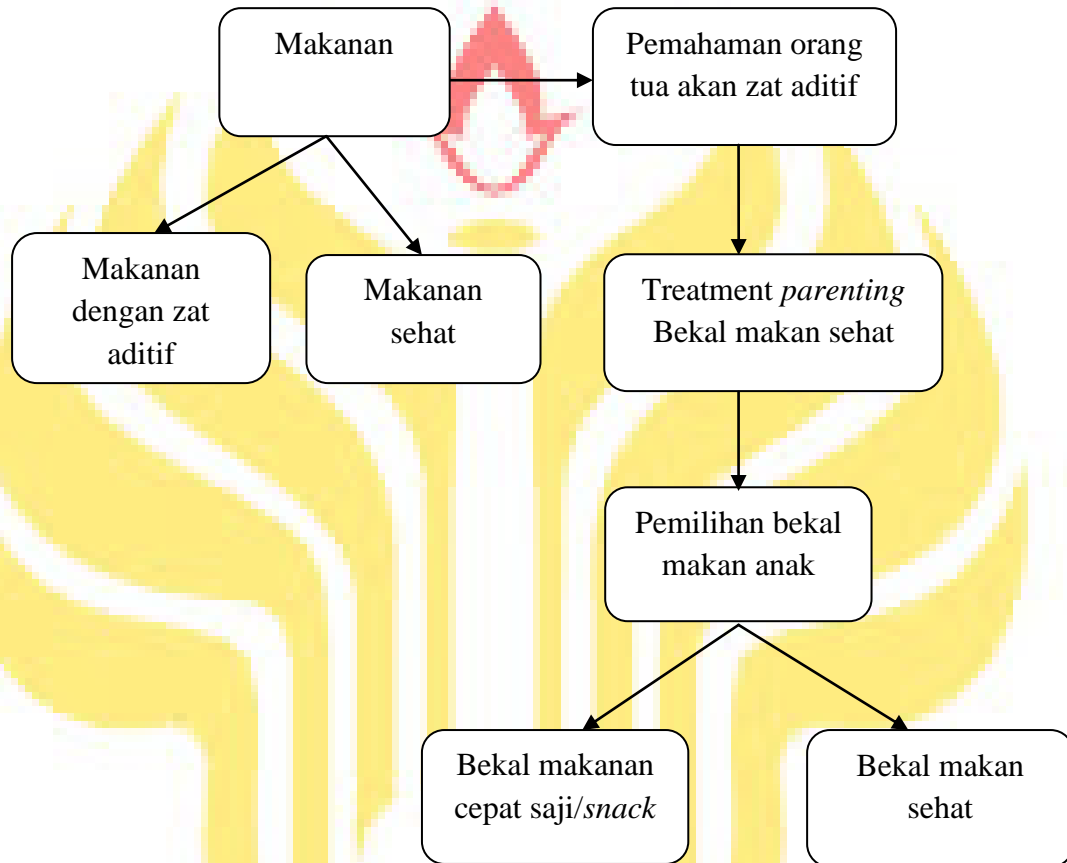 Makanan
Pemahaman orang
tua akan zat aditif
Makanan
dengan zat
aditif
Makanan
sehat
Treatment parenting
Bekal makan sehat
Pemilihan bekal
makan anak
Bekal makanan
cepat saji/snack
Bekal makan
sehat